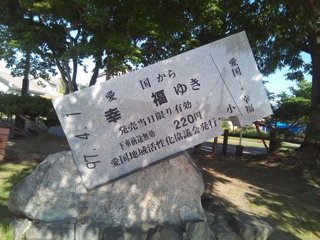 97.4.-1
愛国から
幸福ゆき
発売当日限り有効
下車前途無効 220円
愛国地域活性化協議会発行
愛国-幸福
小